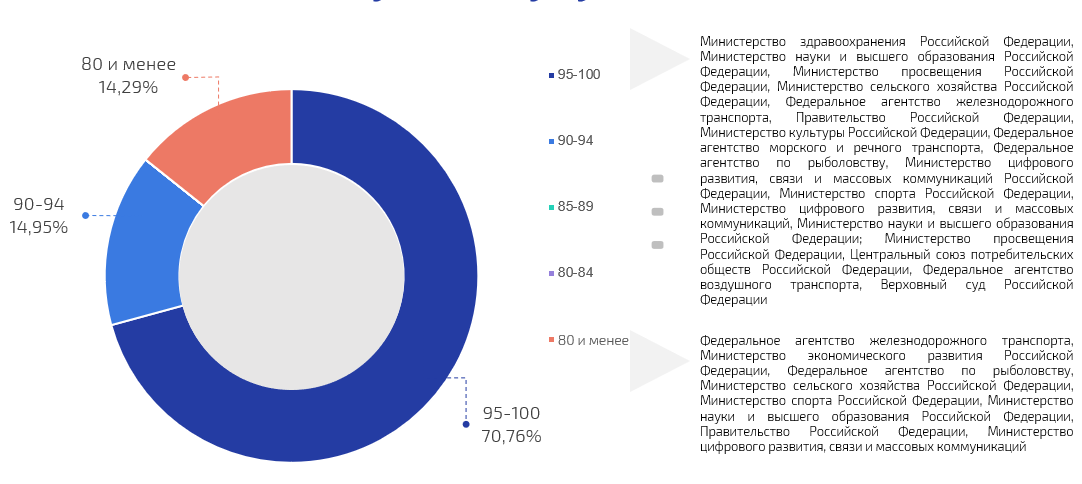 80 и менее
14,29%
90-94
14,95%
95-100
70,76%
95-100
90-94
85-89
80-84
80 и менее
Министерство здравоохранения Российской Федерации,
Министерство науки и высшего образования Российской
Федерации, Министерство просвещения Российской
Федерации, Министерство сельского хозяйства Российской
Федерации, Федеральное агентство железнодорожного
транспорта, Правительство Российской Федерации,
Министерство культуры Российской Федерации, Федеральное
агентство морского и речного транспорта, Федеральное
агентство по рыболовству, Министерство цифрового
развития, связи и массовых коммуникаций Российской
Федерации, Министерство спорта Российской Федерации,
Министерство цифрового развития, связи и массовых
коммуникаций, Министерство науки и высшего образования
Российской Федерации; Министерство просвещения
Российской Федерации, Центральный союз потребительских
обществ Российской Федерации, Федеральное агентство
воздушного транспорта, Верховный суд Российской
Федерации
Федеральное агентство железнодорожного транспорта,
Министерство экономического развития Российской
Федерации, Федеральное агентство по рыболовству,
Министерство сельского хозяйства Российской Федерации,
Министерство спорта Российской Федерации, Министерство
науки и высшего образования Российской Федерации,
Правительство Российской Федерации, Министерство
цифрового развития, связи и массовых коммуникаций